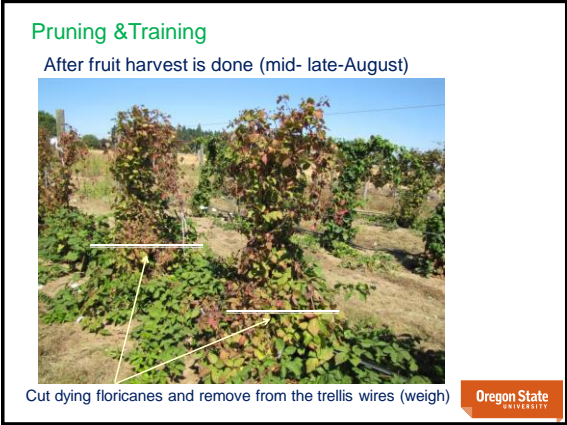 Pruning &Training
After fruit harvest is done (mid- late-August)
Cut dying floricanes and remove from the trellis wires (weigh)
Oregon State
UNIVERSITY